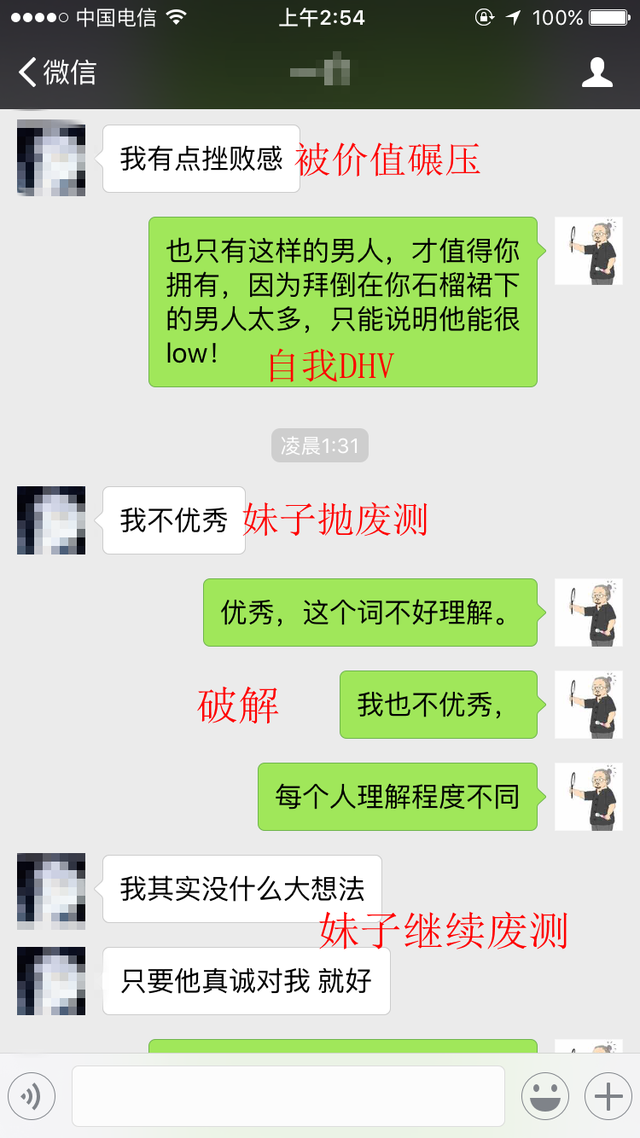 中国电信
上午2:54
100%
微信
我有点挫败感
被价值碾压
也只有这样的男人，才值得你
拥有，因为拜倒在你石榴裙下
的男人太多，只能说明他能很
low！
自我DHV
凌晨1:31
我不优秀
妹子抛废测
优秀，这个词不好理解。
破解
我也不优秀，
每个人理解程度不同
我其实没什么大想法
妹子继续废测
只要他真诚对我 就好